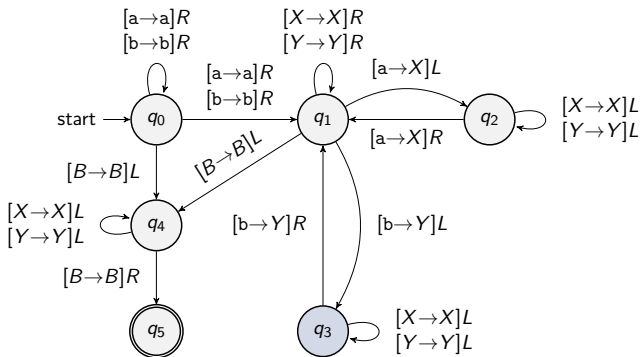 [a→a]R
[b→b]R
[X→X]R
[Y→Y]R
[a→a]R
[b→b]R
[a→X]L
start
q0
q1
q2
[X→X]L
[Y→Y]L
[a→X]R
[B→B]L
[B→B]L
[X→X]L
[Y→Y]L
q4
[b→Y]R
[b→Y]L
[B→B]R
q5
q3
[X→X]L
[Y→Y]L